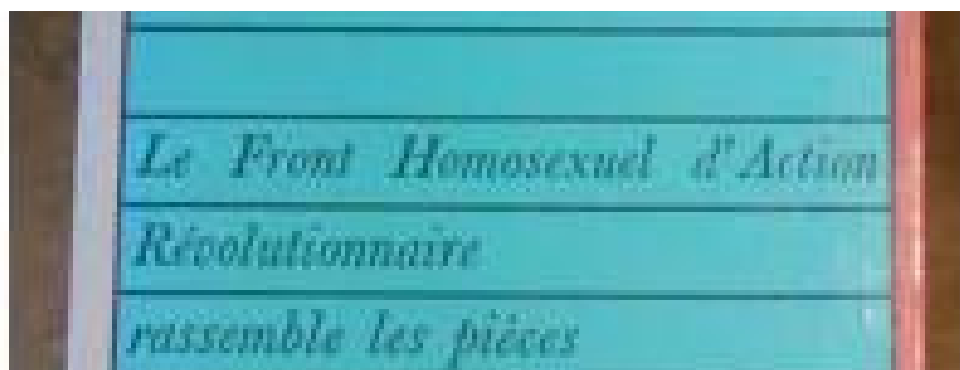 Le Front Homosexuel d'Action
Révolutionnaire
rassemble les pièces